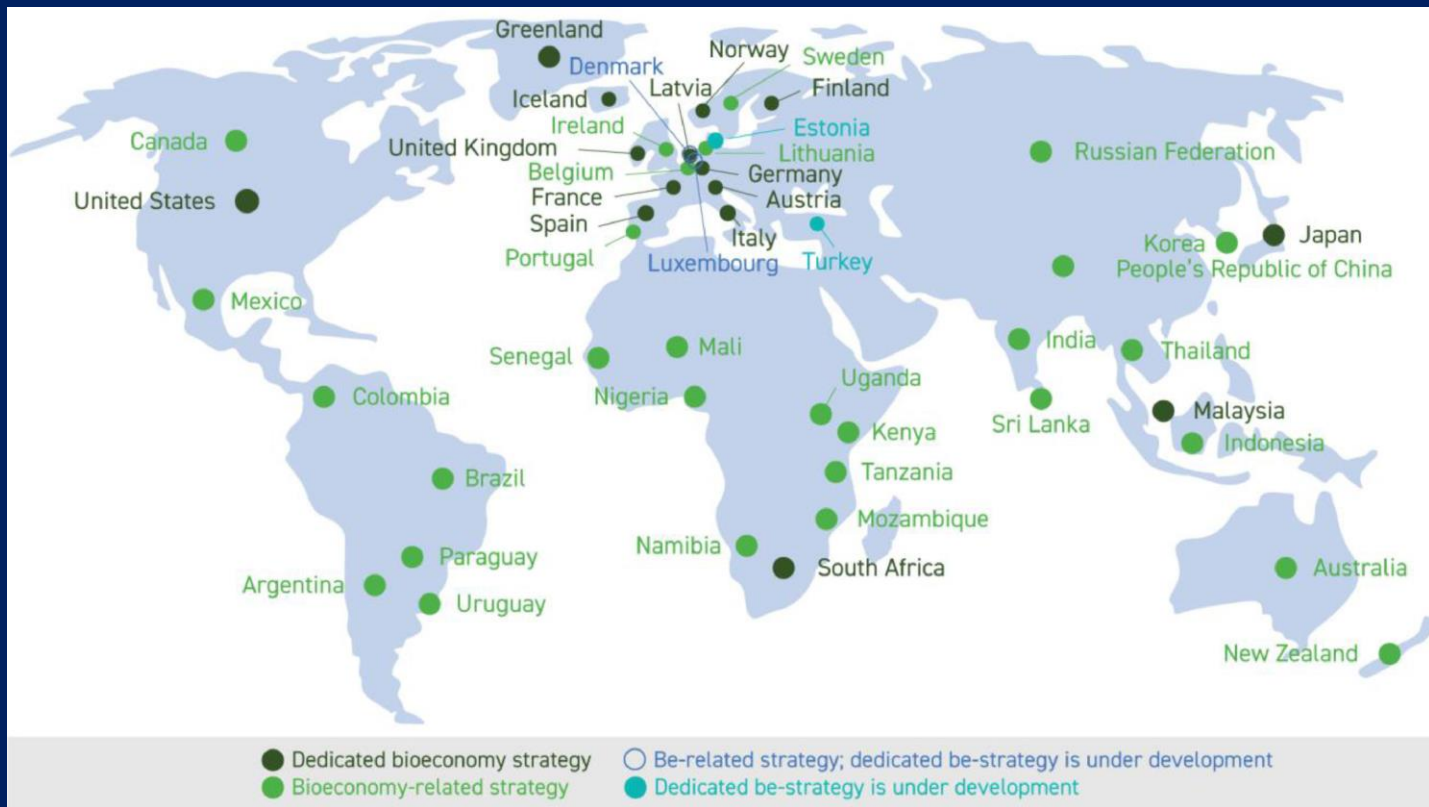 Greenland
Norway
Sweden
Denmark
Latvia
Finland
Iceland
Ireland
Estonia
Canada
United Kingdom
Lithuania
Russian Federation
Belgium
Germany
United States
France
Austria
Spain
Italy
Japan
Portugal
Luxembourg
Turkey
Korea
People's Republic of China
Mexico
Senegal
Mali
India
Thailand
Uganda
Colombia
Nigeria
Kenya
Sri Lanka
Malaysia
Indonesia
Brazil
Tanzania
Mozambique
Namibia
Paraguay
South Africa
Australia
Argentina
Uruguay
New Zealand
Dedicated bioeconomy strategy
Be-related strategy; dedicated be-strategy is under development
Bioeconomy-related strategy
Dedicated be-strategy is under development